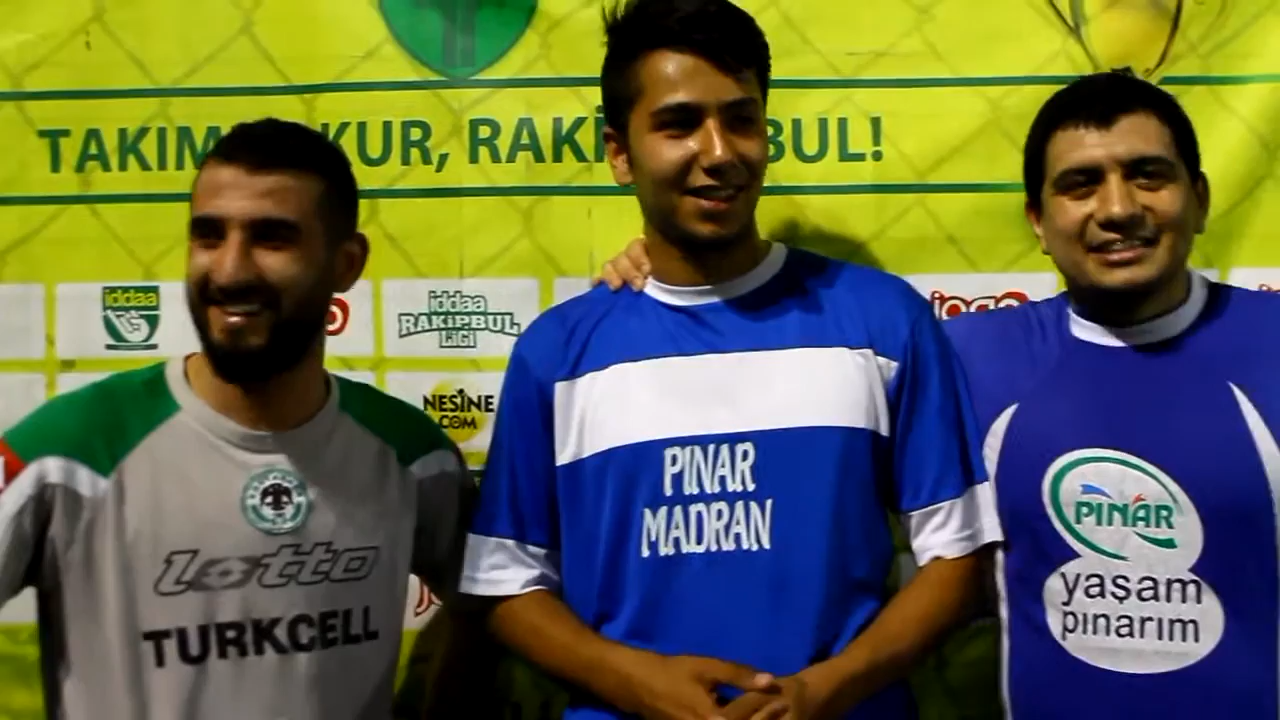 TAKIM KUR, RAKİ BUL!
iddaa
iddaa
RAKİPBUL
LİGİ
NESİNE
COM
PINAR
MADRAN
PINAR
yaşam
pınarım
Lotto
TURKCELL